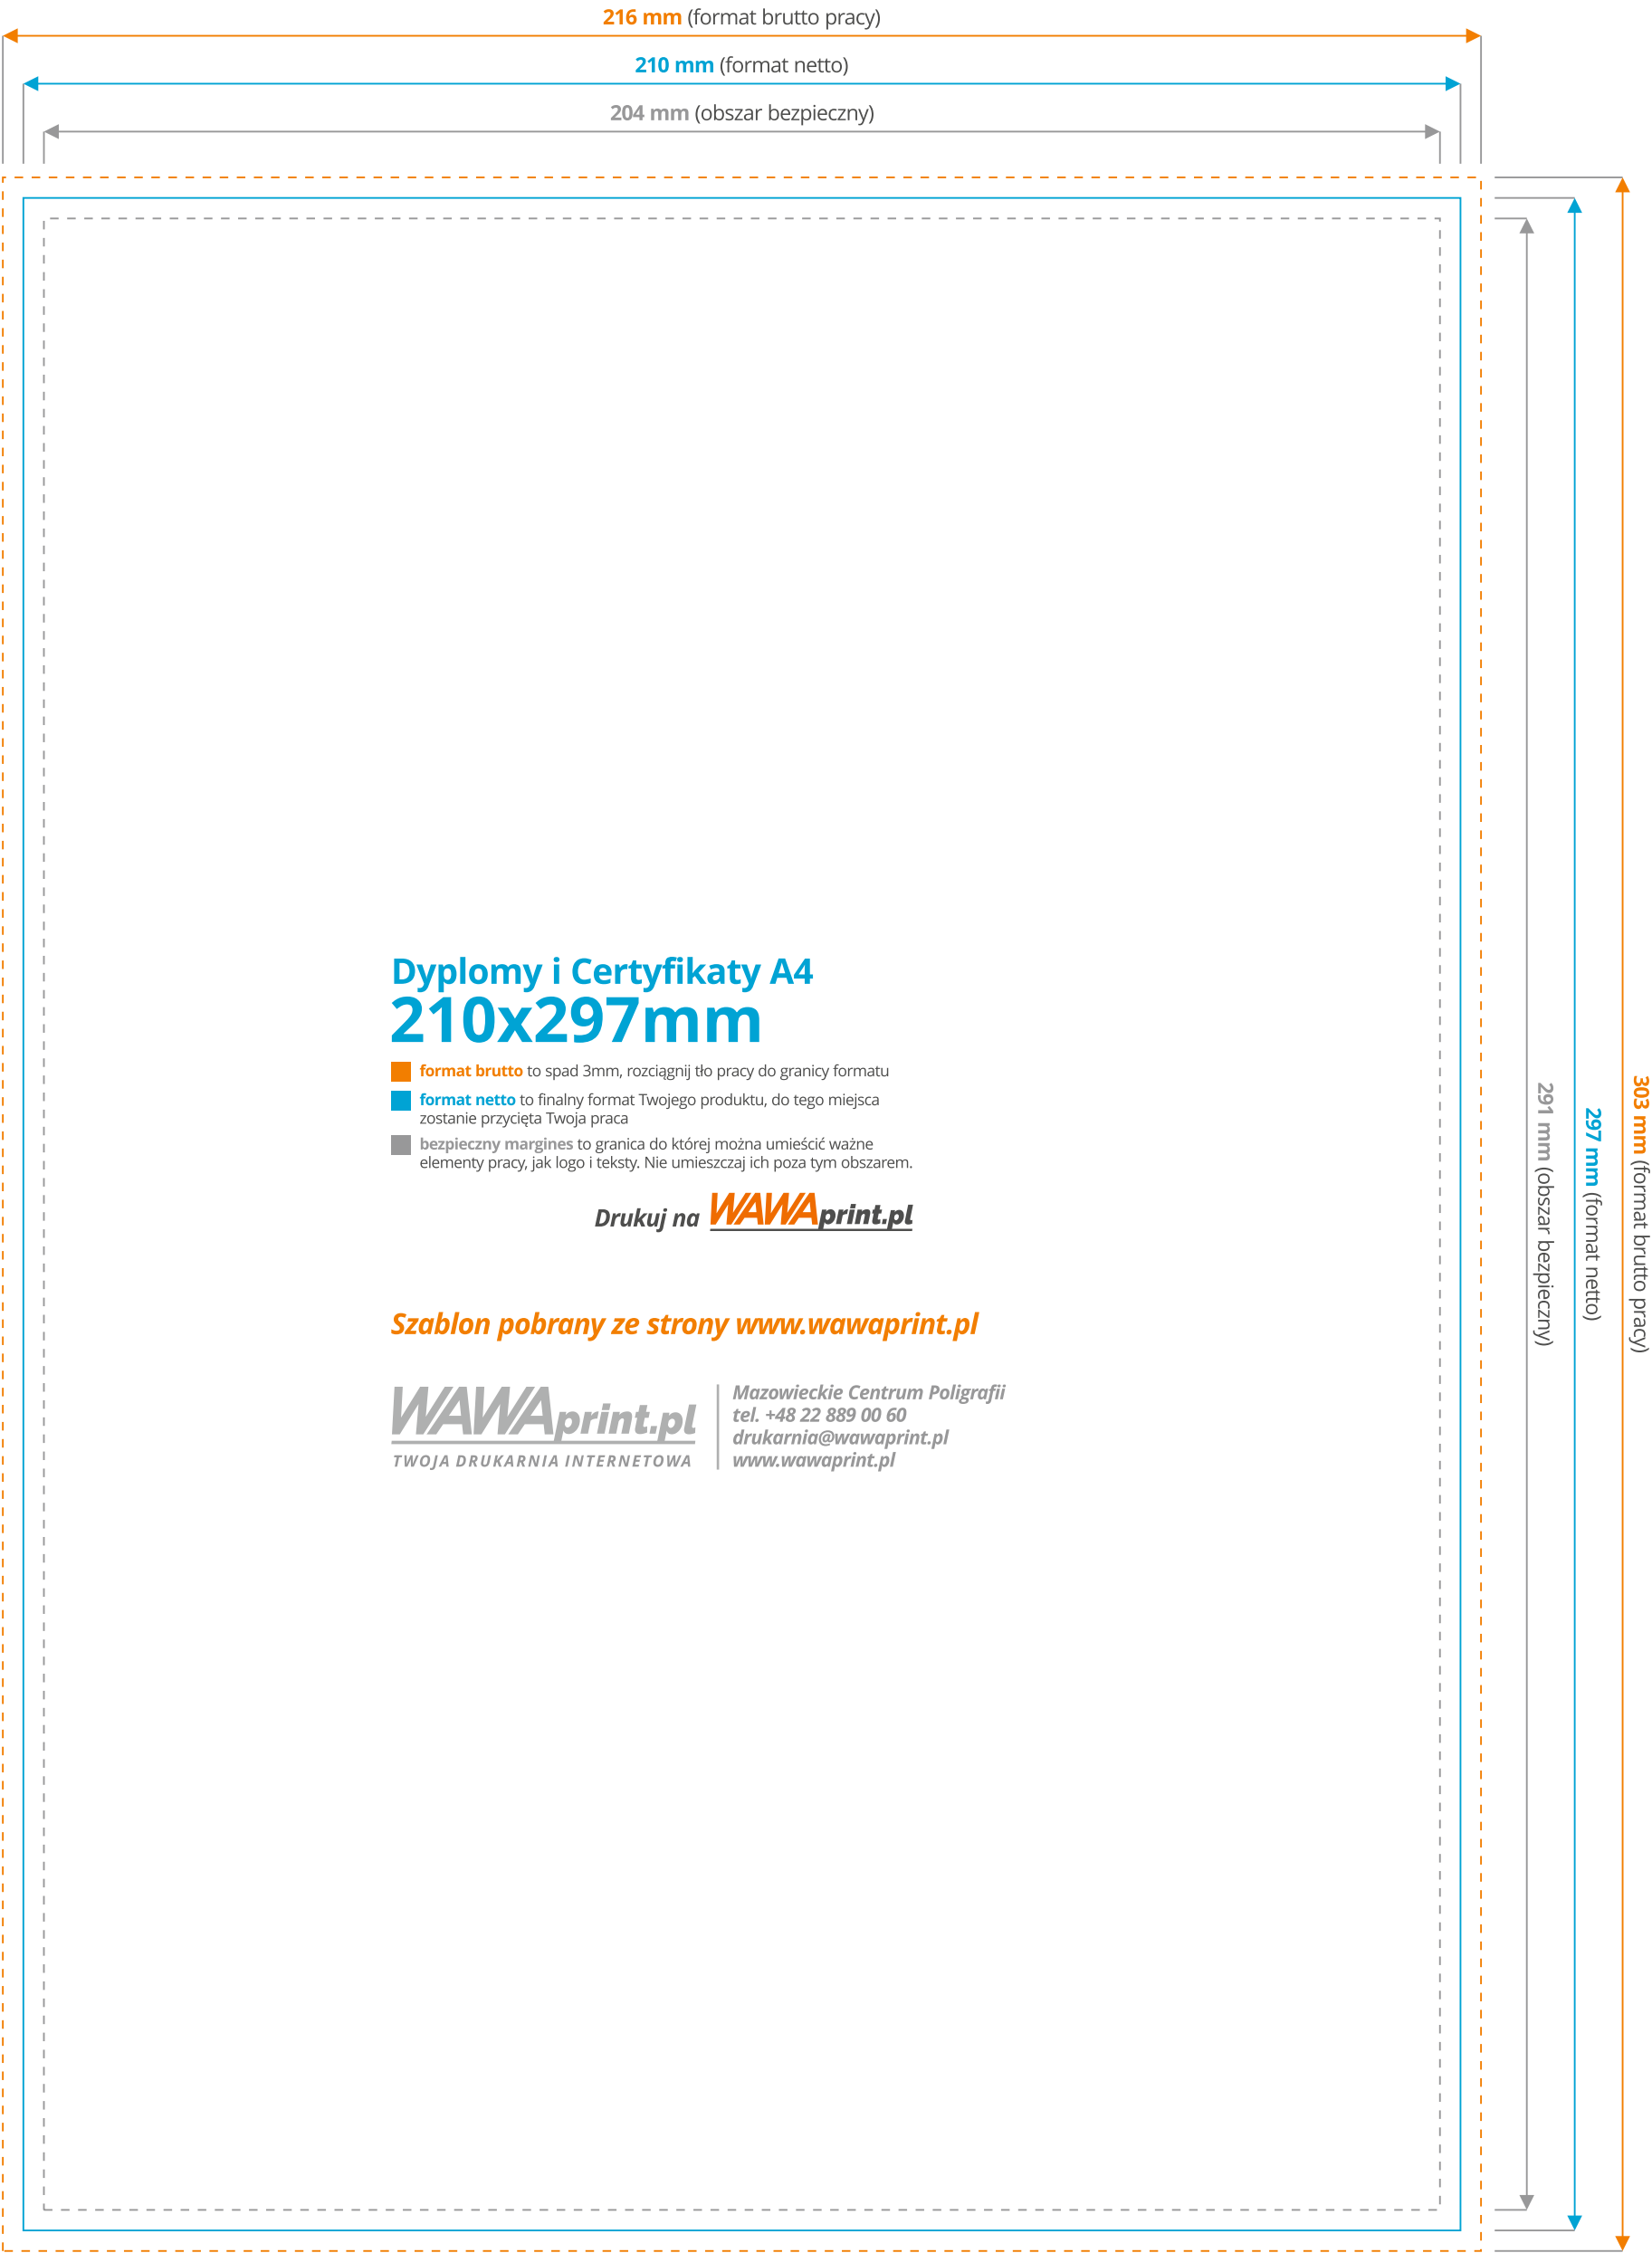 216 mm (format brutto pracy)
210 mm (format netto)
204 mm (obszar bezpieczny)
Dyplomy i Certyfikaty A4
210x297mm
format brutto to spad 3mm, rozciągnij tło pracy do granicy formatu
format netto to finalny format Twojego produktu, do tego miejsca
zostanie przycięta Twoja praca
bezpieczny margines to granica do której można umieścić ważne
elementy pracy, jak logo i teksty. Nie umieszczaj ich poza tym obszarem.
Drukuj na WAWAprint.pl
Szablon pobrany ze strony www.wawaprint.pl
WAWAprint.pl
TWOJA DRUKARNIA INTERNETOWA
Mazowieckie Centrum Poligrafii
tel. +48 22 889 00 60
drukarnia@wawaprint.pl
www.wawaprint.pl
291 mm (obszar bezpieczny)
297 mm (format netto)
303 mm (format brutto pracy)